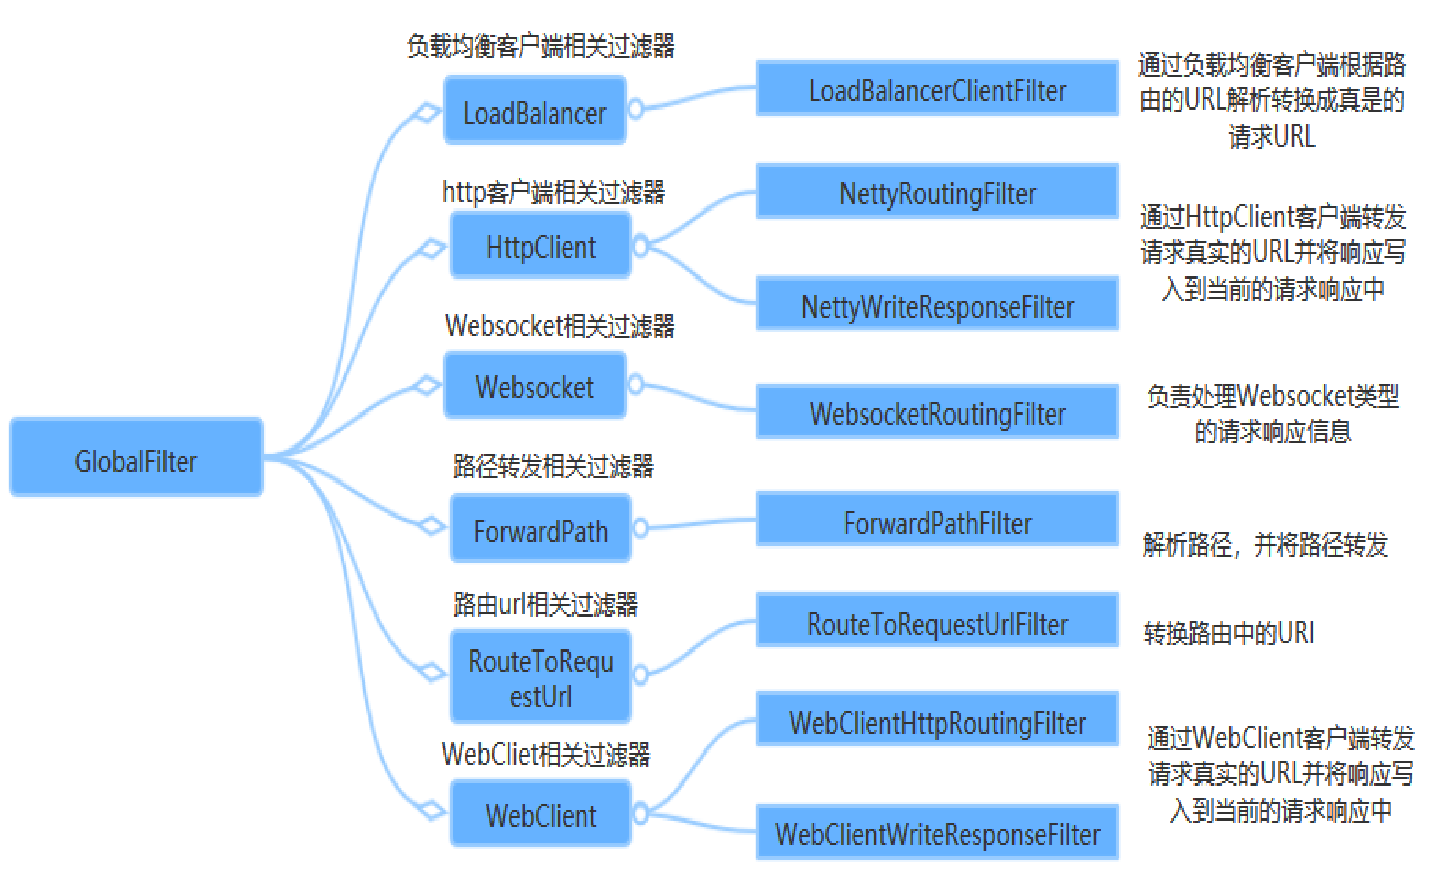 负载均衡客户端相关过滤器
LoadBalancer
LoadBalancerClientFilter
通过负载均衡客户端根据路
由的URL解析转换成真是的
请求URL
http客户端相关过滤器
HttpClient
NettyRoutingFilter
NettyWriteResponseFilter
通过HttpClient客户端转发
请求真实的URL并将响应写
入到当前的请求响应中
Websocket相关过滤器
Websocket
WebsocketRoutingFilter
负责处理Websocket类型
的请求响应信息
GlobalFilter
路径转发相关过滤器
ForwardPath
ForwardPathFilter
解析路径，并将路径转发
路由url相关过滤器
RouteToRequ
estUrl
RouteToRequestUrlFilter
转换路由中的URI
WebCliet相关过滤器
WebClient
WebClientHttpRoutingFilter
WebClientWriteResponseFilter
通过WebClient客户端转发
请求真实的URL并将响应写
入到当前的请求响应中